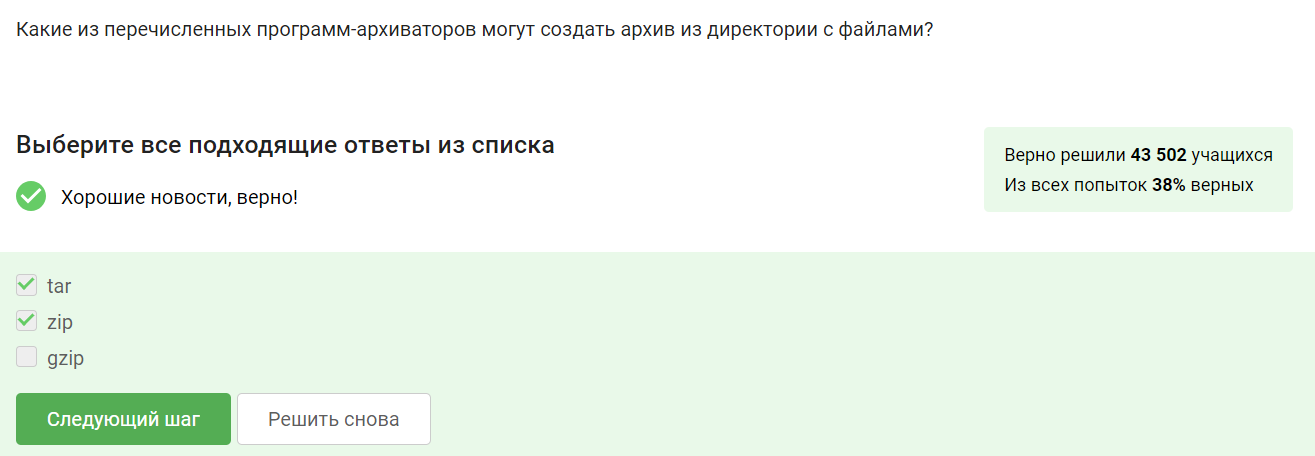 Какие из перечисленных программ-архиваторов могут создать архив из директории с файлами?
Выберите все подходящие ответы из списка
Хорошие новости, верно!
Верно решили 43 502 учащихся
Из всех попыток 38% верных
tar
zip
gzip
Следующий шаг
Решить снова